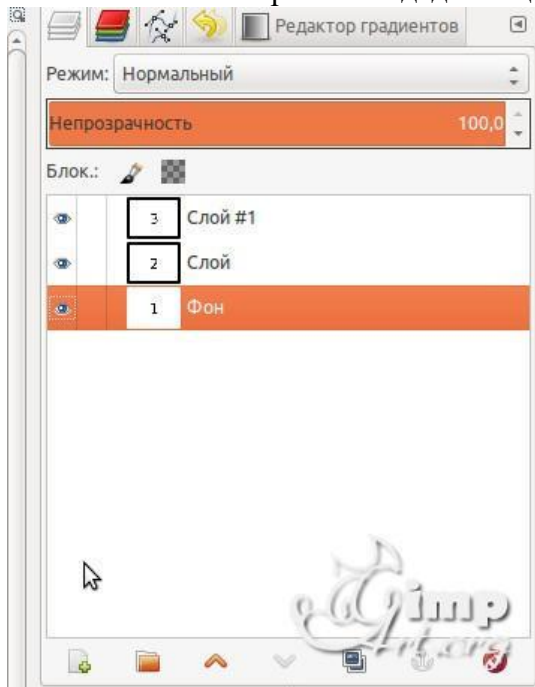 Редактор градиентов
Режим: Нормальный
Непрозрачность 100,0
Блок.:
3 Слой #1
2 Слой
1 Фон
Gimp
Art.org